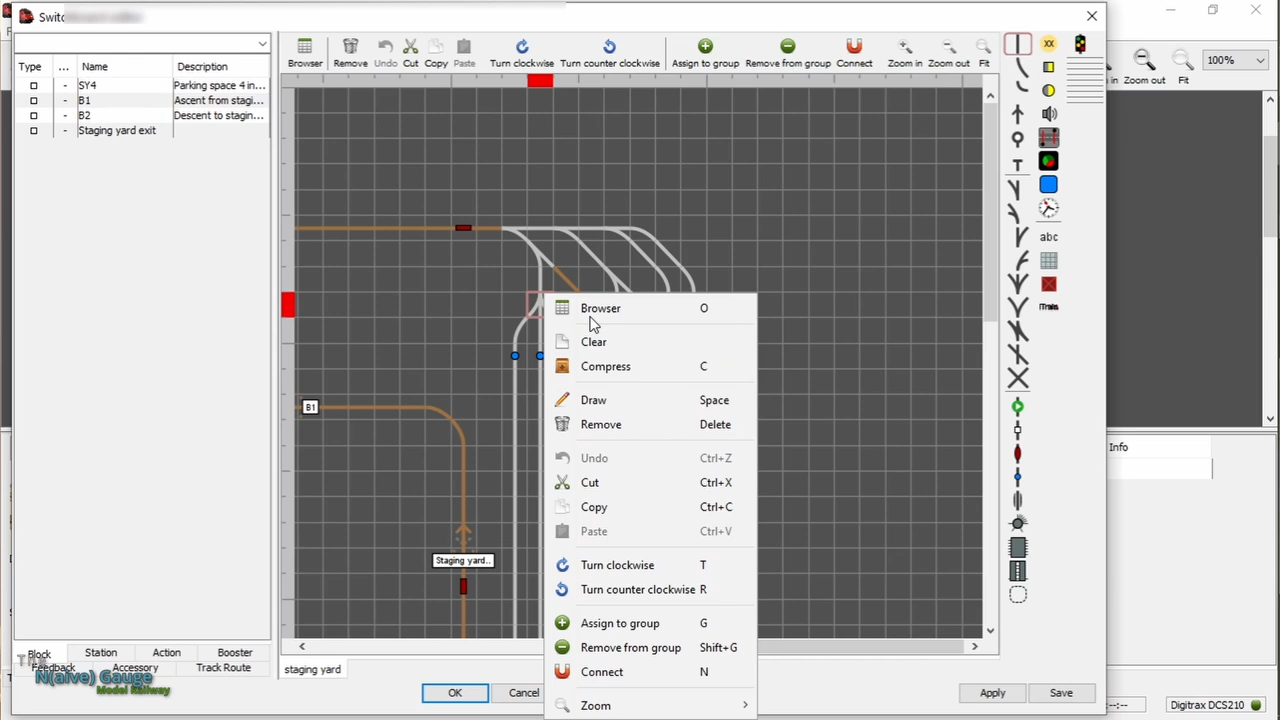 Browser
Remove
Undo
Cut
Copy
Paste
Turn clockwise
Turn counter clockwise
Assign to group
Remove from group
Connect
Zoom in
Zoom out
Fit
Zoom out
Fit
100%
Type ... Name Description
- SY4 Parking space 4 in...
- B1 Ascent from stagi...
- B2 Descent to stagin...
- Staging yard exit
abc
iTrain
B1
Staging yard..
Browser O
Clear
Compress C
Draw Space
Remove Delete
Undo Ctrl+Z
Cut Ctrl+X
Copy Ctrl+C
Paste Ctrl+V
Turn clockwise T
Turn counter clockwise R
Assign to group G
Remove from group Shift+G
Connect N
Zoom
Info
Block Station Action Booster
Feedback Accessory Track Route
The
N(aive) Gauge
Model Railway
staging yard
OK
Cancel
Apply
Save
--:--
Digitrax DCS210